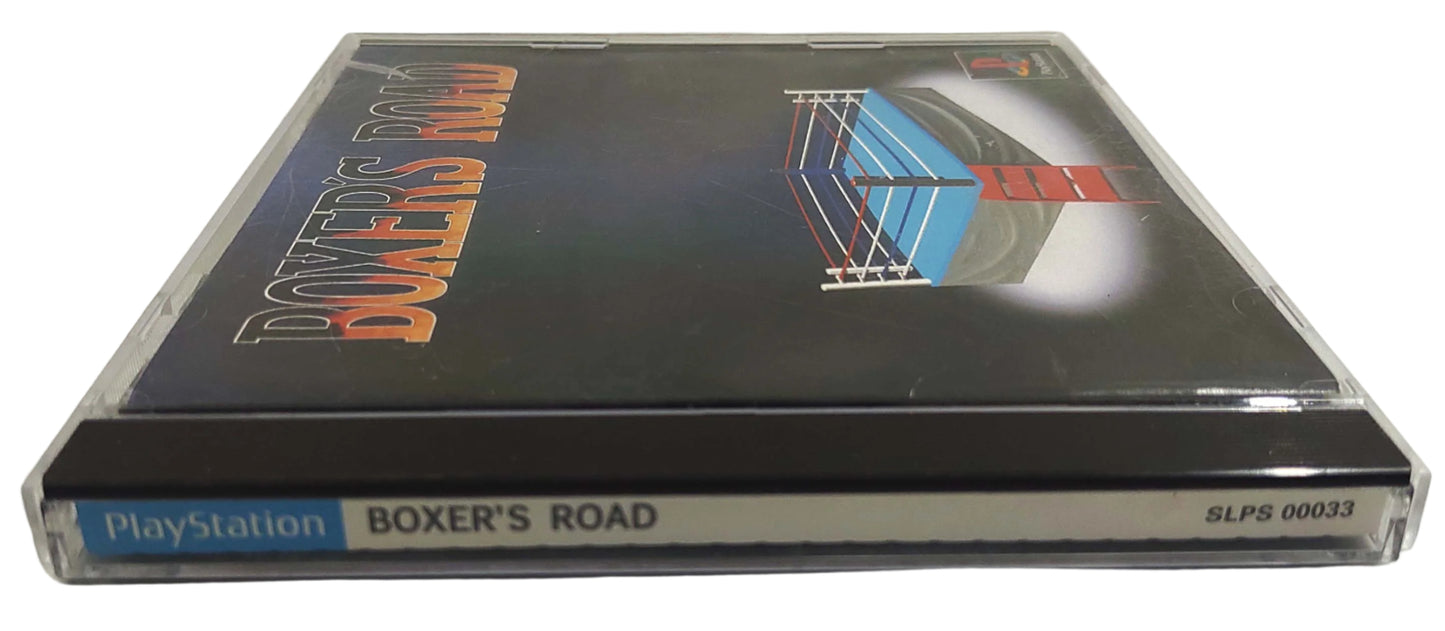 BOXER'S ROAD
PlayStation
BOXER'S ROAD
SLPS 00033